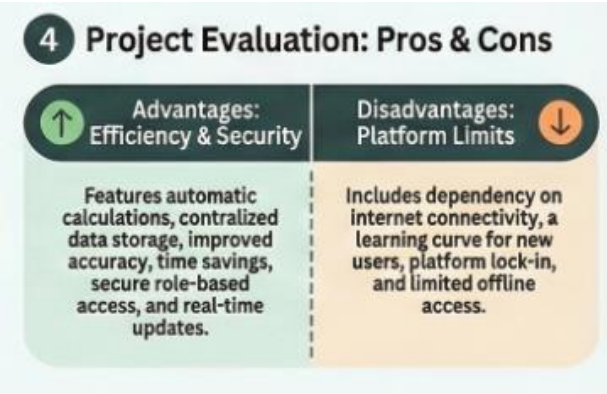 4 Project Evaluation: Pros & Cons
Advantages:
Efficiency & Security
Features automatic
calculations, contralized
data storage, improved
accuracy, time savings,
secure role-based
access, and real-time
updates.
Disadvantages:
Platform Limits
Includes dependency on
internet connectivity, a
learning curve for new
users, platform lock-in,
and limited offline
access.